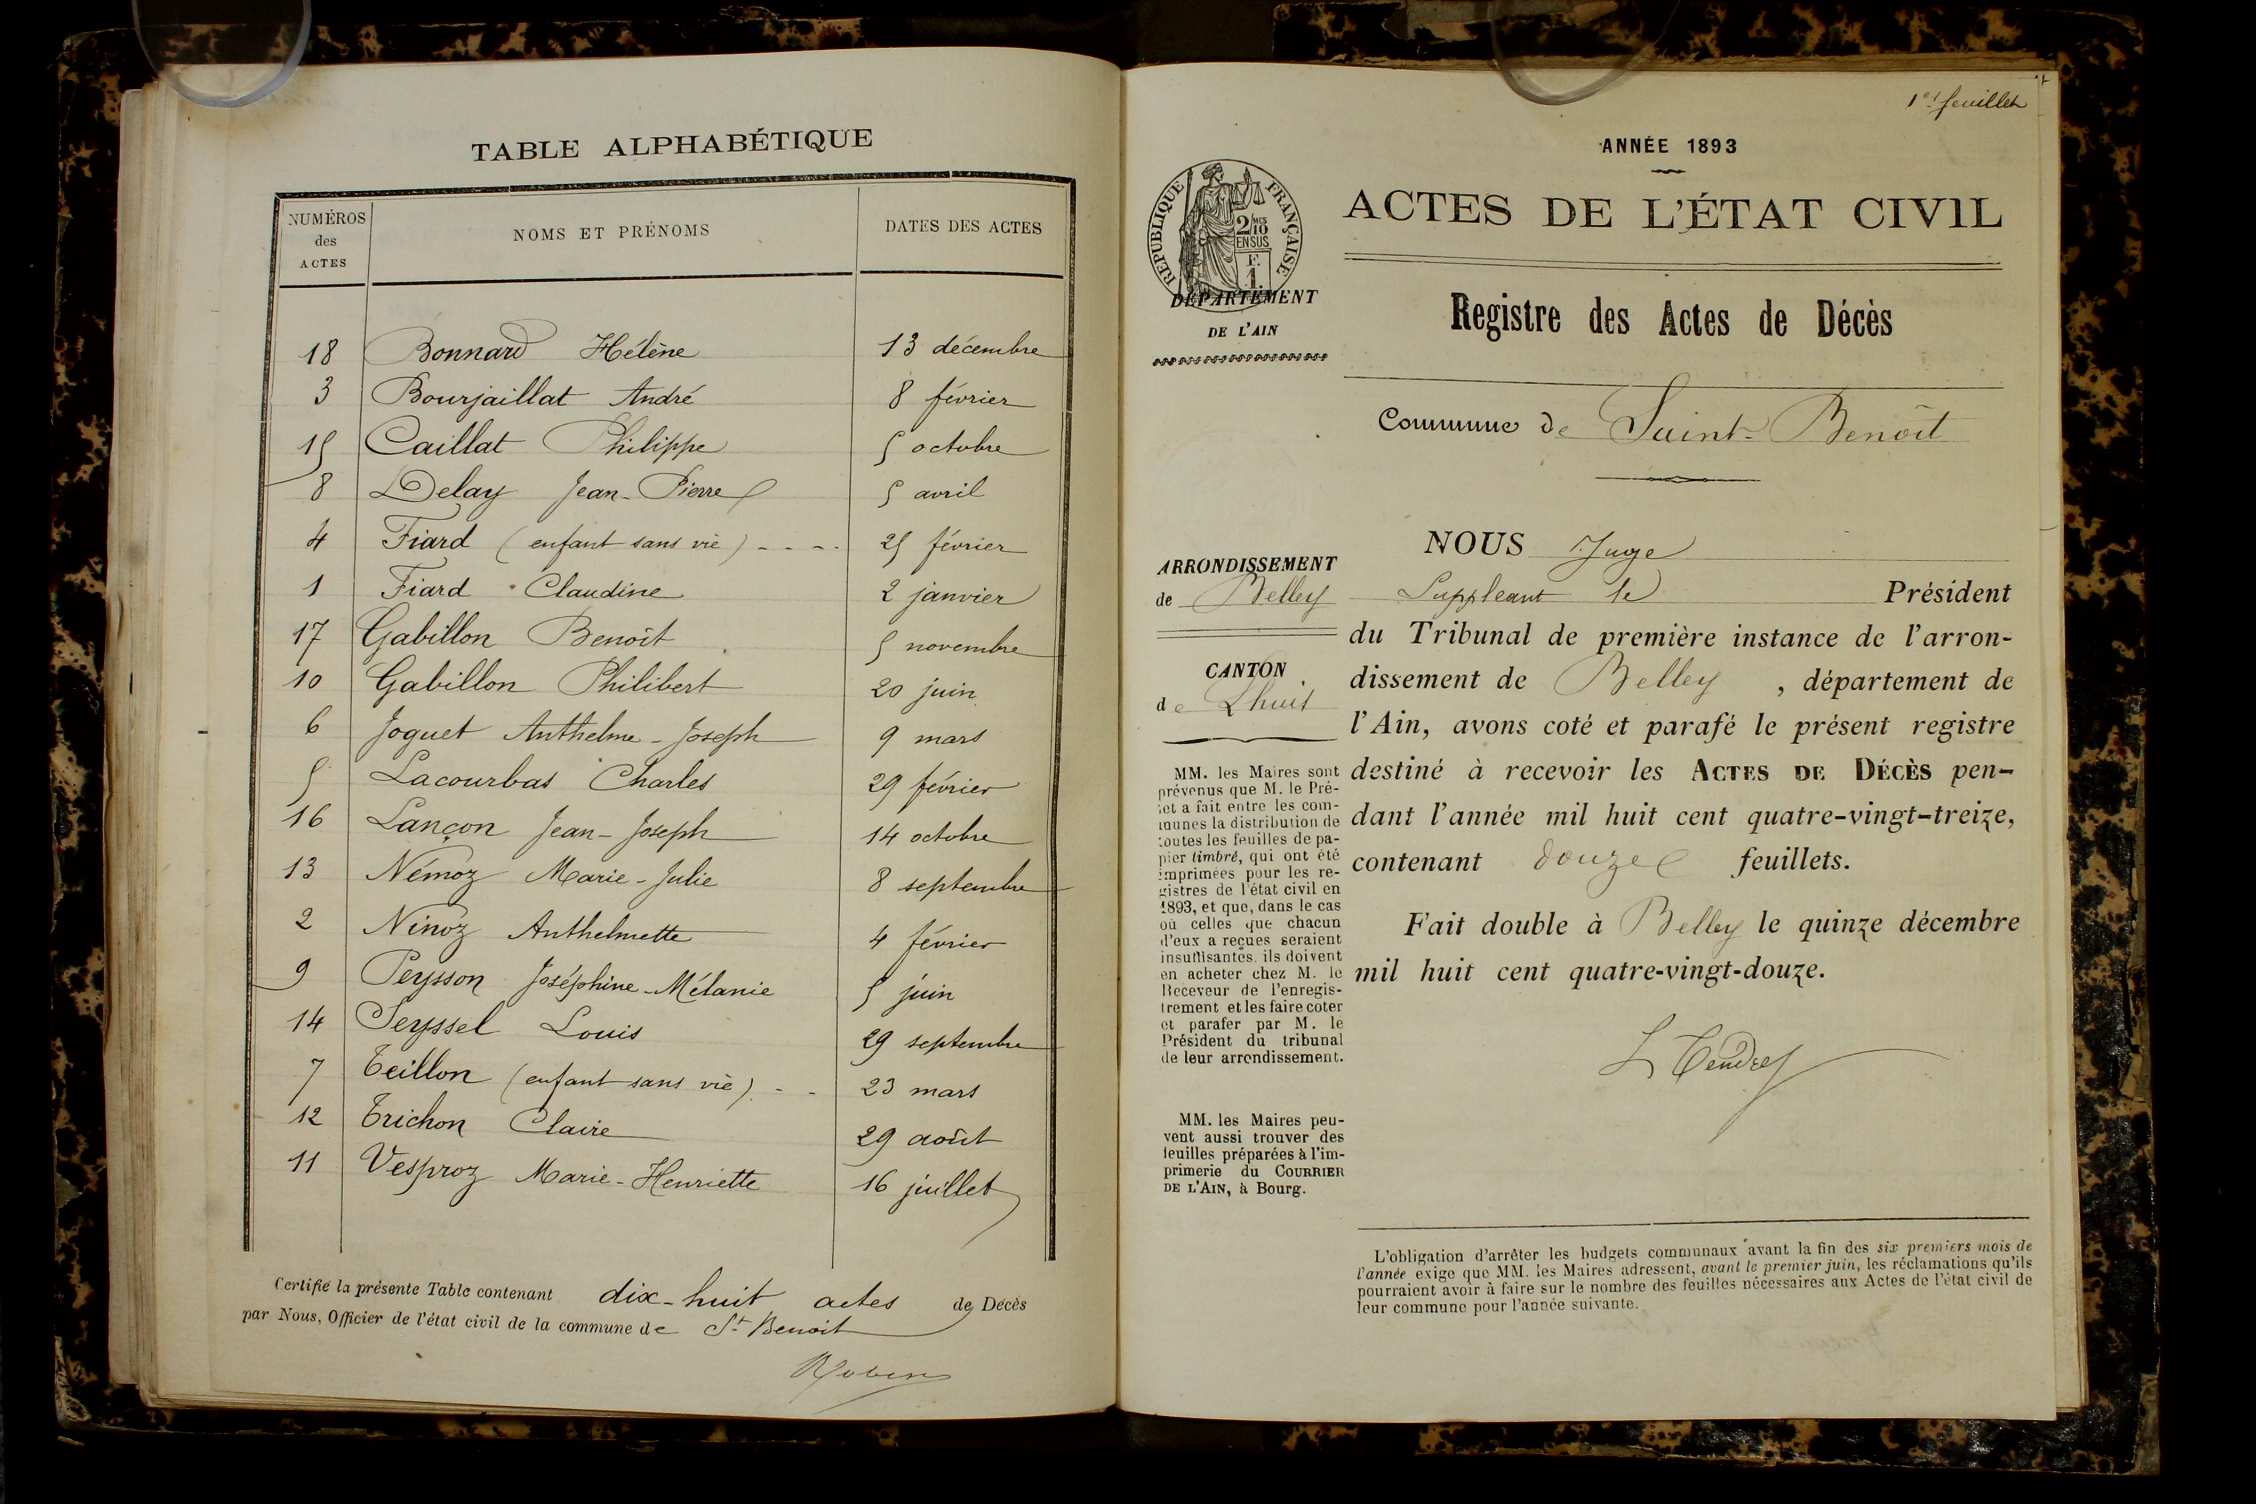 TABLE ALPHABÉTIQUE
NUMÉROS des ACTES NOMS ET PRÉNOMS DATES DES ACTES
18 Bonnard Hélène 13 décembre
3 Bourjaillat André 8 février
15 Caillat Philippe 5 octobre
8 Delay Jean-Pierre 5 avril
4 Fiard (enfant sans vie) - - - - 25 février
1 Fiard Claudine 2 janvier
17 Gabillon Benoît 5 novembre
10 Gabillon Philibert 20 juin
6 Joguet Anthelme-Joseph 9 mars
5 Lacourbas Charles 29 février
16 Lançon Jean-Joseph 14 octobre
13 Némoz Marie-Julie 8 septembre
2 Ninoz Anthelmette 4 février
9 Peysson Joséphine-Mélanie 5 juin
14 Seyssel Louis 29 septembre
7 Teillon (enfant sans vie) - - 23 mars
12 Trichon Claire 29 août
11 Vesproz Marie-Henriette 16 juillet
Certifié la présente Table contenant dix-huit actes de Décès
par Nous, Officier de l'état civil de la commune de St Benoit
Robin
1er feuillet
ANNÉE 1893
RÉPUBLIQUE FRANÇAISE
2/10 MES
EN SUS
F.
1.
ACTES DE L'ÉTAT CIVIL
DÉPARTEMENT
DE L'AIN
Registre des Actes de Décès
Commune de Saint-Benoît
ARRONDISSEMENT
de Belley
CANTON
de Lhuis
MM. les Maires sont
prévenus que M. le Pré-
fet a fait entre les com-
munes la distribution de
toutes les feuilles de pa-
pier timbré, qui ont été
imprimées pour les re-
gistres de l'état civil en
1893, et que, dans le cas
où celles que chacun
d'eux a reçues seraient
insuffisantes, ils doivent
en acheter chez M. le
Receveur de l'enregis-
trement et les faire coter
et parafer par M. le
Président du tribunal
de leur arrondissement.
MM. les Maires peu-
vent aussi trouver des
feuilles préparées à l'im-
primerie du COURRIER
DE L'AIN, à Bourg.
NOUS Juge
Suppléant le Président
du Tribunal de première instance de l'arron-
dissement de Belley , département de
l'Ain, avons coté et parafé le présent registre
destiné à recevoir les ACTES DE DÉCÈS pen-
dant l'année mil huit cent quatre-vingt-treize,
contenant douze feuillets.
Fait double à Belley le quinze décembre
mil huit cent quatre-vingt-douze.
L'obligation d'arrêter les budgets communaux avant la fin des six premiers mois de
l'année exige que MM. les Maires adressent, avant le premier juin, les réclamations qu'ils
pourraient avoir à faire sur le nombre des feuilles nécessaires aux Actes de l'état civil de
leur commune pour l'année suivante.